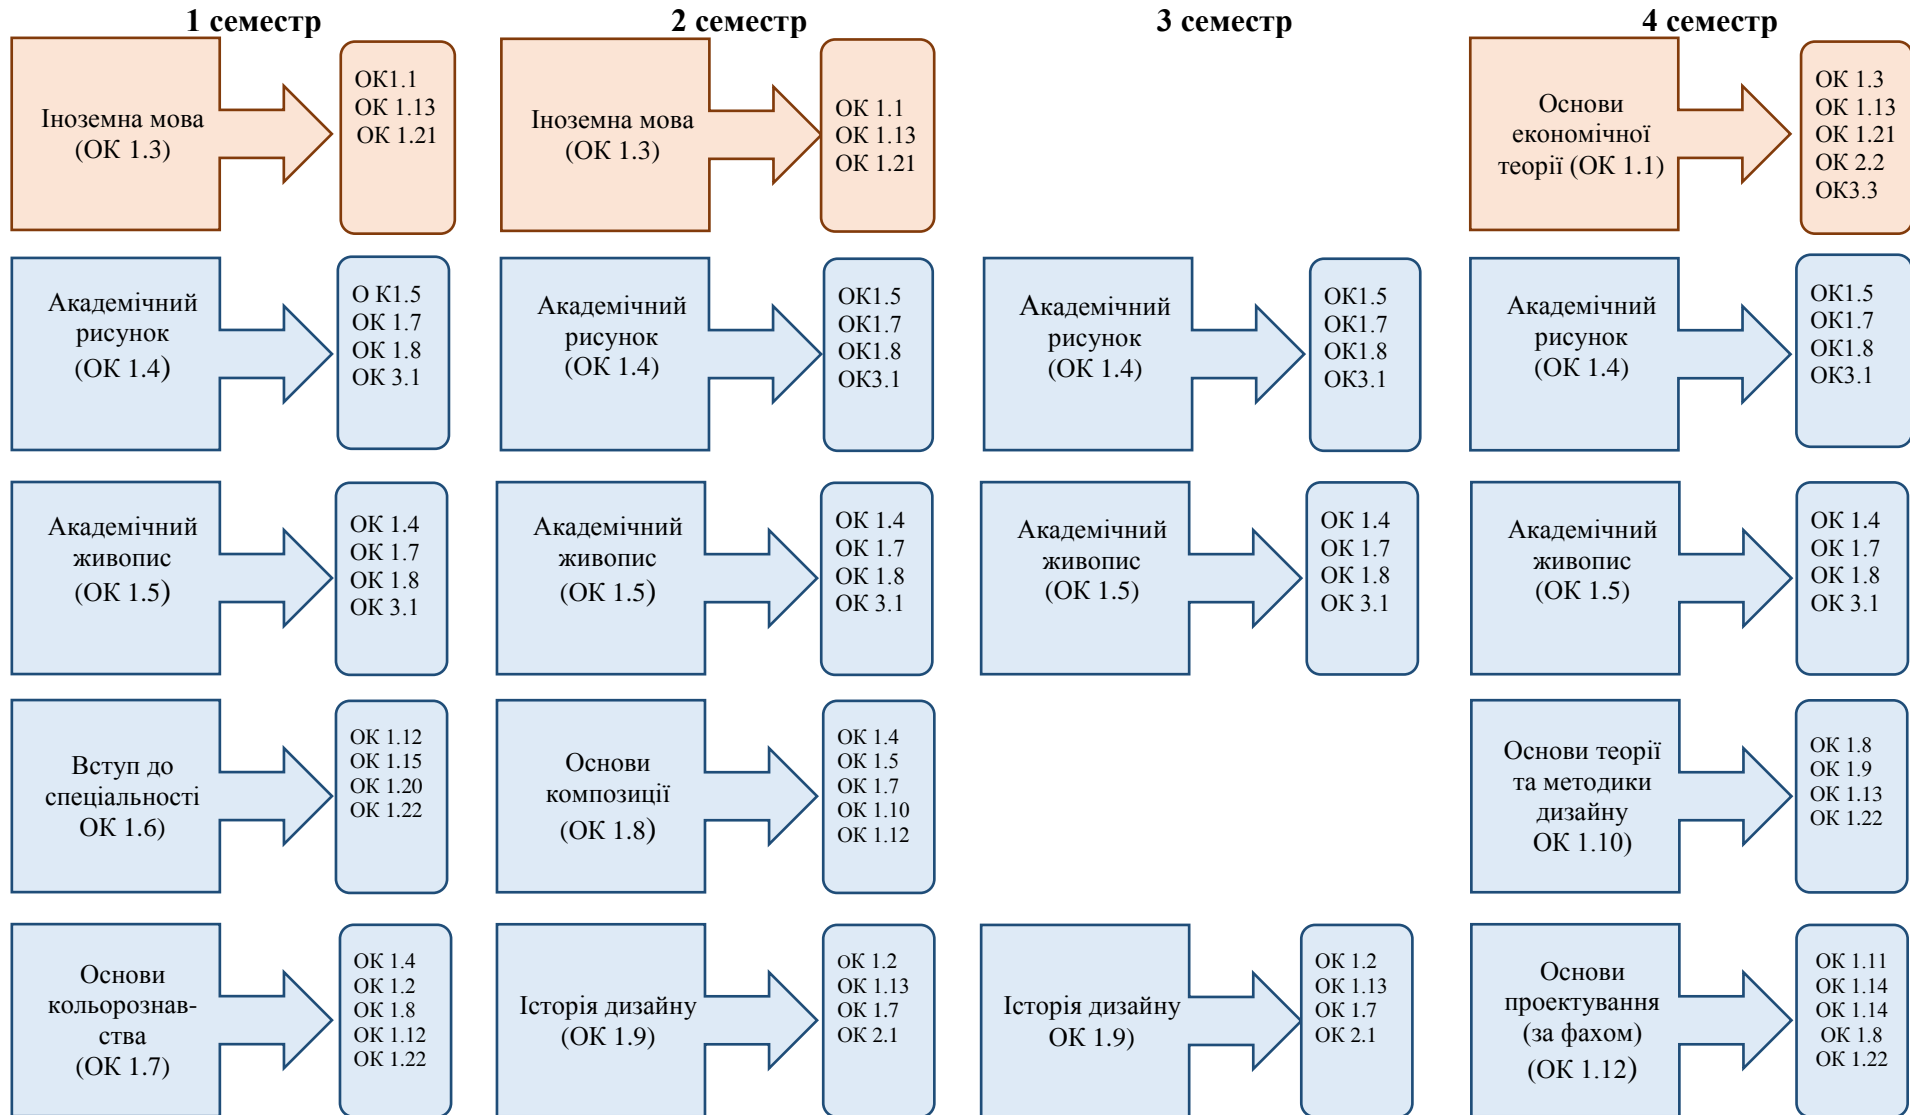 1 семестр
2 семестр
3 семестр
4 семестр
Іноземна мова
(ОК 1.3)
ОК1.1
ОК 1.13
ОК 1.21
Іноземна мова
(ОК 1.3)
ОК 1.1
ОК 1.13
ОК 1.21
Основи
економічної
теорії (ОК 1.1)
ОК 1.3
ОК 1.13
ОК 1.21
ОК 2.2
ОК3.3
Академічний
рисунок
(ОК 1.4)
О К1.5
ОК 1.7
ОК 1.8
ОК 3.1
Академічний
рисунок
(ОК 1.4)
ОК1.5
ОК1.7
ОК1.8
ОК3.1
Академічний
рисунок
(ОК 1.4)
ОК1.5
ОК1.7
ОК1.8
ОК3.1
Академічний
рисунок
(ОК 1.4)
ОК1.5
ОК1.7
ОК1.8
ОК3.1
Академічний
живопис
(ОК 1.5)
ОК 1.4
ОК 1.7
ОК 1.8
ОК 3.1
Академічний
живопис
(ОК 1.5)
ОК 1.4
ОК 1.7
ОК 1.8
ОК 3.1
Академічний
живопис
(ОК 1.5)
ОК 1.4
ОК 1.7
ОК 1.8
ОК 3.1
Академічний
живопис
(ОК 1.5)
ОК 1.4
ОК 1.7
ОК 1.8
ОК 3.1
Вступ до
спеціальності
ОК 1.6)
ОК 1.12
ОК 1.15
ОК 1.20
ОК 1.22
Основи
композиції
(ОК 1.8)
ОК 1.4
ОК 1.5
ОК 1.7
ОК 1.10
ОК 1.12
Основи теорії
та методики
дизайну
ОК 1.10)
ОК 1.8
ОК 1.9
ОК 1.13
ОК 1.22
Основи
кольорознав-
ства
(ОК 1.7)
ОК 1.4
ОК 1.2
ОК 1.8
ОК 1.12
ОК 1.22
Історія дизайну
(ОК 1.9)
ОК 1.2
ОК 1.13
ОК 1.7
ОК 2.1
Історія дизайну
ОК 1.9)
ОК 1.2
ОК 1.13
ОК 1.7
ОК 2.1
Основи
проектування
(за фахом)
(ОК 1.12)
ОК 1.11
ОК 1.14
ОК 1.14
ОК 1.8
ОК 1.22